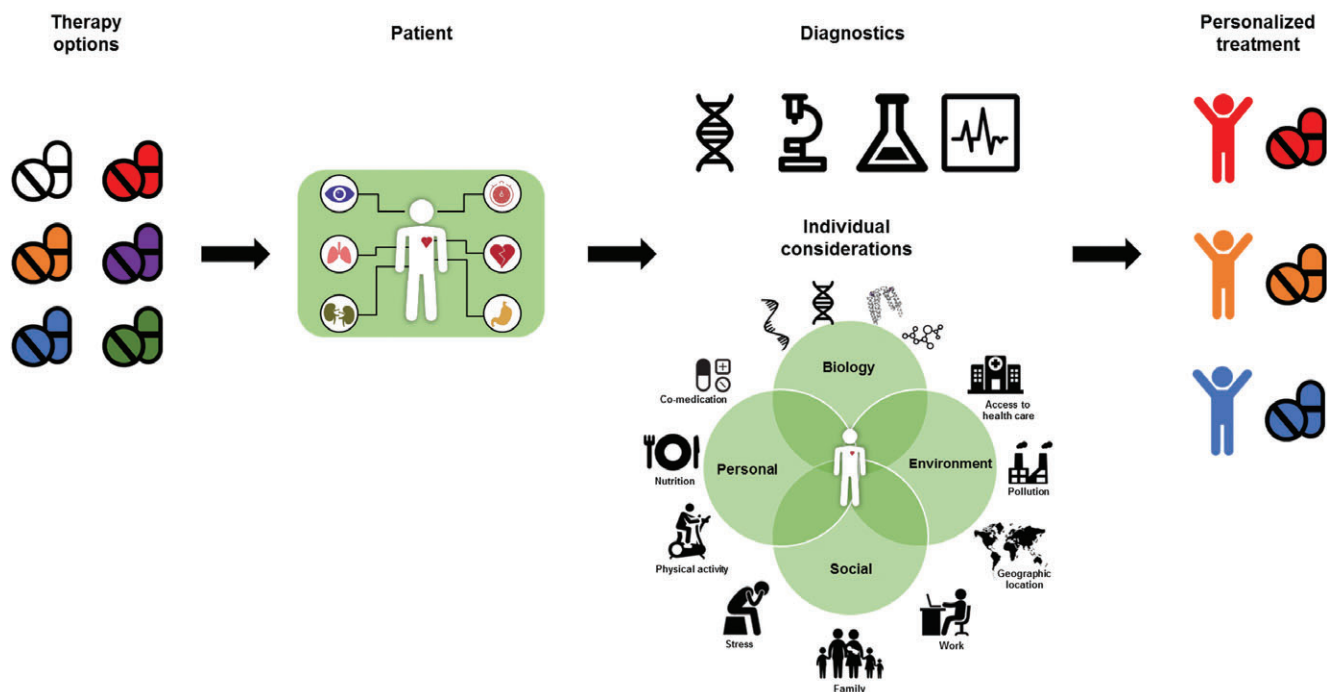 Therapy
options
Patient
Diagnostics
Personalized
treatment
Individual
considerations
Biology
Co-medication
Access to
health care
Personal
Environment
Nutrition
Pollution
Physical activity
Social
Geographic
location
Stress
Work
Family